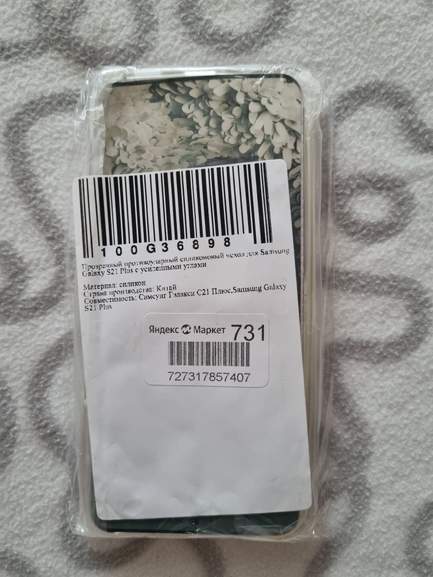 100G36898
Прозрачный противоударный силиконовый чехол для Samsung
Galaxy S21 Plus с усиленными углами
Материал: силикон
Страна производства: Китай
Совместимость: Самсунг Гэлакси С21 Плюс,Samsung Galaxy
S21 Plus
Яндекс Маркет 731
727317857407